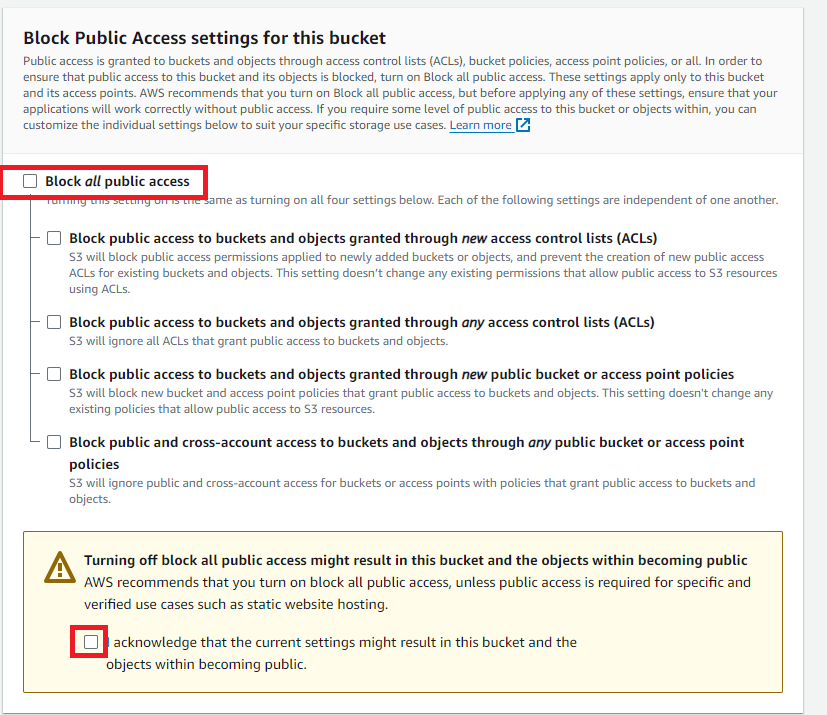 Block Public Access settings for this bucket
Public access is granted to buckets and objects through access control lists (ACLs), bucket policies, access point policies, or all. In order to
ensure that public access to this bucket and its objects is blocked, turn on Block all public access. These settings apply only to this bucket
and its access points. AWS recommends that you turn on Block all public access, but before applying any of these settings, ensure that your
applications will work correctly without public access. If you require some level of public access to this bucket or objects within, you can
customize the individual settings below to suit your specific storage use cases. Learn more
Block all public access
Turning this setting on is the same as turning on all four settings below. Each of the following settings are independent of one another.
Block public access to buckets and objects granted through new access control lists (ACLs)
S3 will block public access permissions applied to newly added buckets or objects, and prevent the creation of new public access
ACLs for existing buckets and objects. This setting doesn't change any existing permissions that allow public access to S3 resources
using ACLs.
Block public access to buckets and objects granted through any access control lists (ACLs)
S3 will ignore all ACLs that grant public access to buckets and objects.
Block public access to buckets and objects granted through new public bucket or access point policies
S3 will block new bucket and access point policies that grant public access to buckets and objects. This setting doesn't change any
existing policies that allow public access to S3 resources.
Block public and cross-account access to buckets and objects through any public bucket or access point
policies
S3 will ignore public and cross-account access for buckets or access points with policies that grant public access to buckets and
objects.
Turning off block all public access might result in this bucket and the objects within becoming public
AWS recommends that you turn on block all public access, unless public access is required for specific and
verified use cases such as static website hosting.
I acknowledge that the current settings might result in this bucket and the
objects within becoming public.